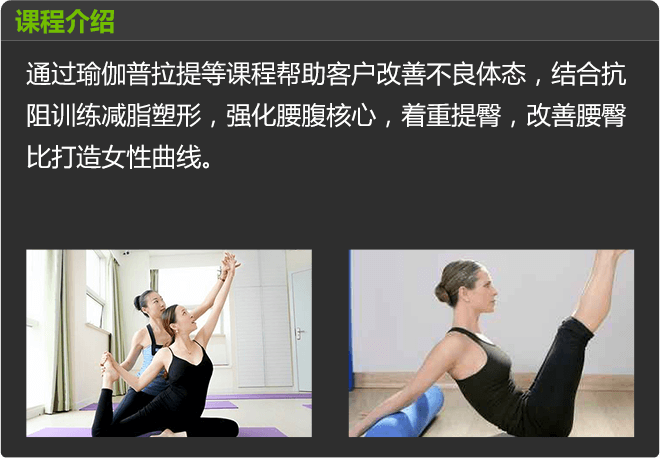 课程介绍
通过瑜伽普拉提等课程帮助客户改善不良体态，结合抗
阻训练减脂塑形，强化腰腹核心，着重提臀，改善腰臀
比打造女性曲线。